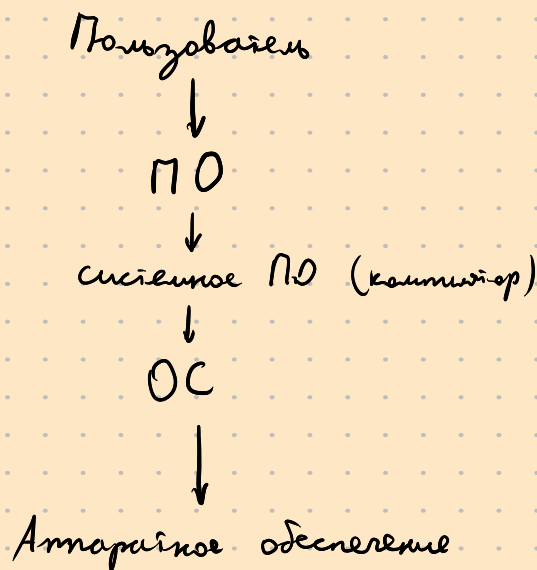 Пользователь
ПО
системное ПО (компилятор)
ОС
Аппаратное обеспечение